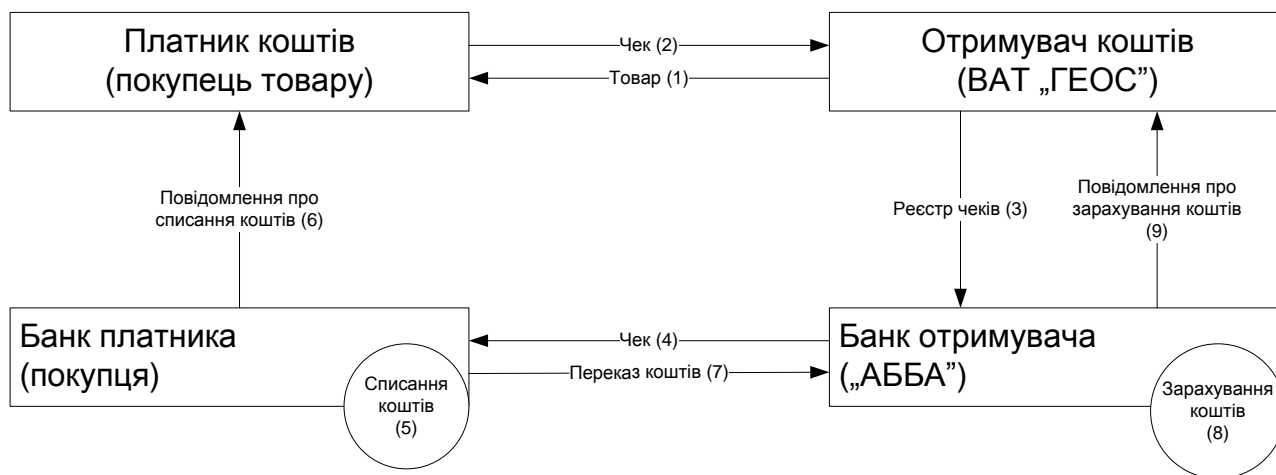 Платник коштів
(покупець товару)
Чек (2)
Товар (1)
Отримувач коштів
(ВАТ „ГЕОС”)
Повідомлення про
списання коштів (6)
Реєстр чеків (3)
Повідомлення про
зарахування коштів
(9)
Банк платника
(покупця)
Списання
коштів
(5)
Чек (4)
Переказ коштів (7)
Банк отримувача
(„АББА”)
Зарахування
коштів
(8)